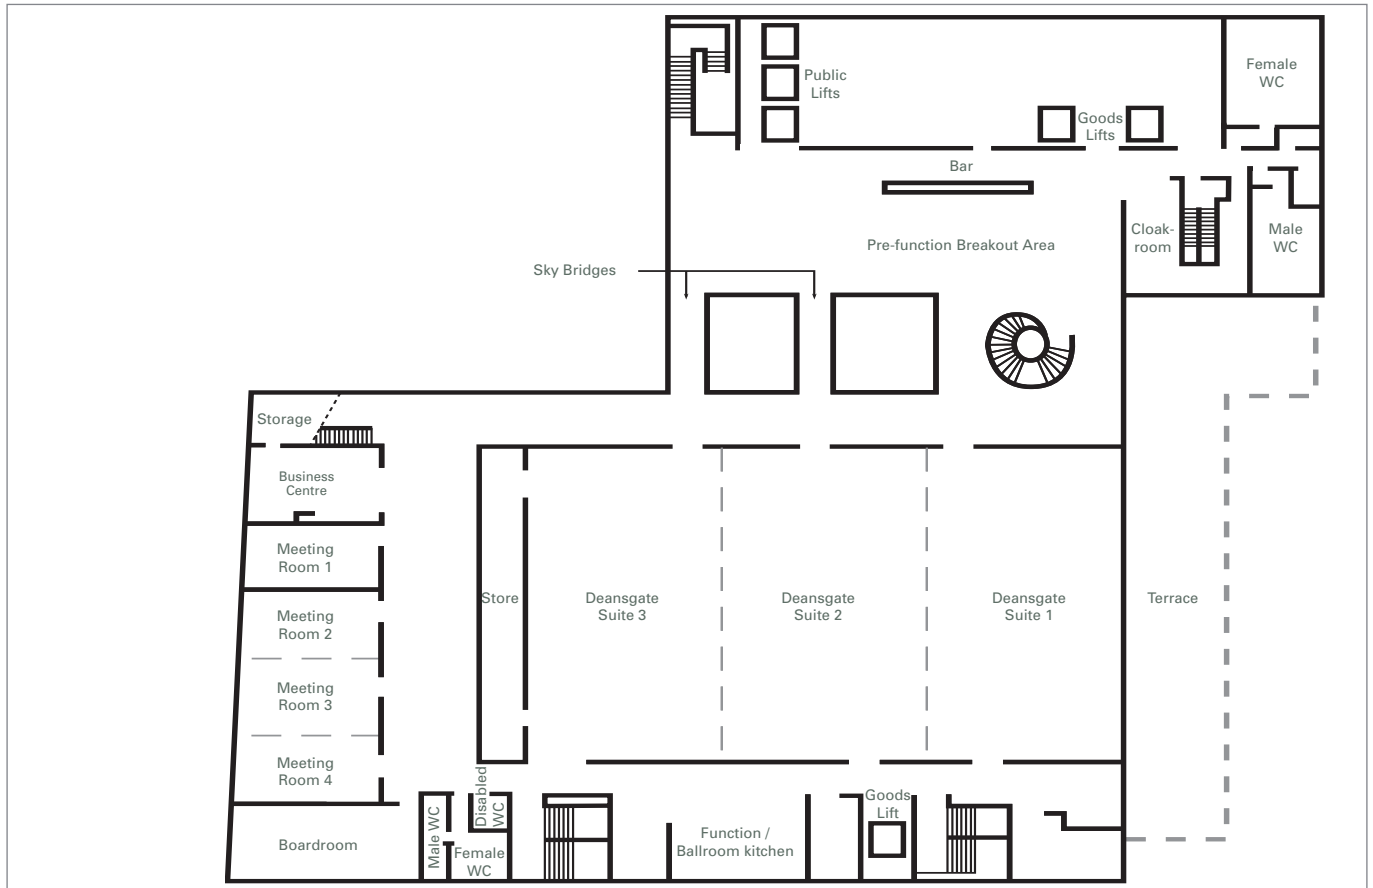 Female
WC
Public
Lifts
Goods
Lifts
Bar
Cloak-
room
Male
WC
Pre-function Breakout Area
Sky Bridges
Storage
Business
Centre
Meeting
Room 1
Store
Deansgate
Suite 3
Deansgate
Suite 2
Deansgate
Suite 1
Terrace
Meeting
Room 2
Meeting
Room 3
Meeting
Room 4
Disabled
WC
Goods
Lift
Boardroom
Male WC
Female
WC
Function /
Ballroom kitchen